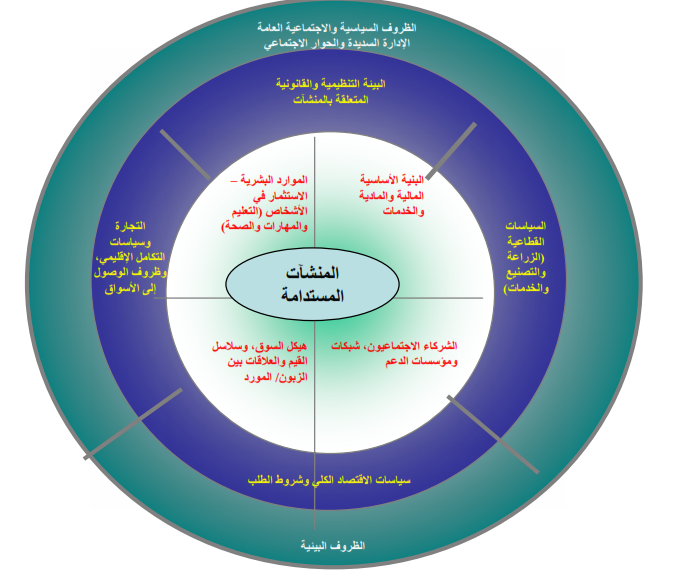 الظروف السياسية والاجتماعية العامة
الإدارة السديدة والحوار الاجتماعي
البيئة التنظيمية والقانونية
المتعلقة بالمنشآت
البنية الأساسية
المالية والمادية
والخدمات
الموارد البشرية –
الاستثمار في
الأشخاص (التعليم
والمهارات والصحة)
السياسات
القطاعية
(الزراعة
والتصنيع
والخدمات)
التجارة
وسياسات
التكامل الإقليمي،
وظروف الوصول
إلى الأسواق
المنشآت
المستدامة
الشركاء الاجتماعيون، شبكات
ومؤسسات الدعم
هيكل السوق، وسلاسل
القيم والعلاقات بين
الزبون/ المورد
سياسات الاقتصاد الكلي وشروط الطلب
الظروف البيئية